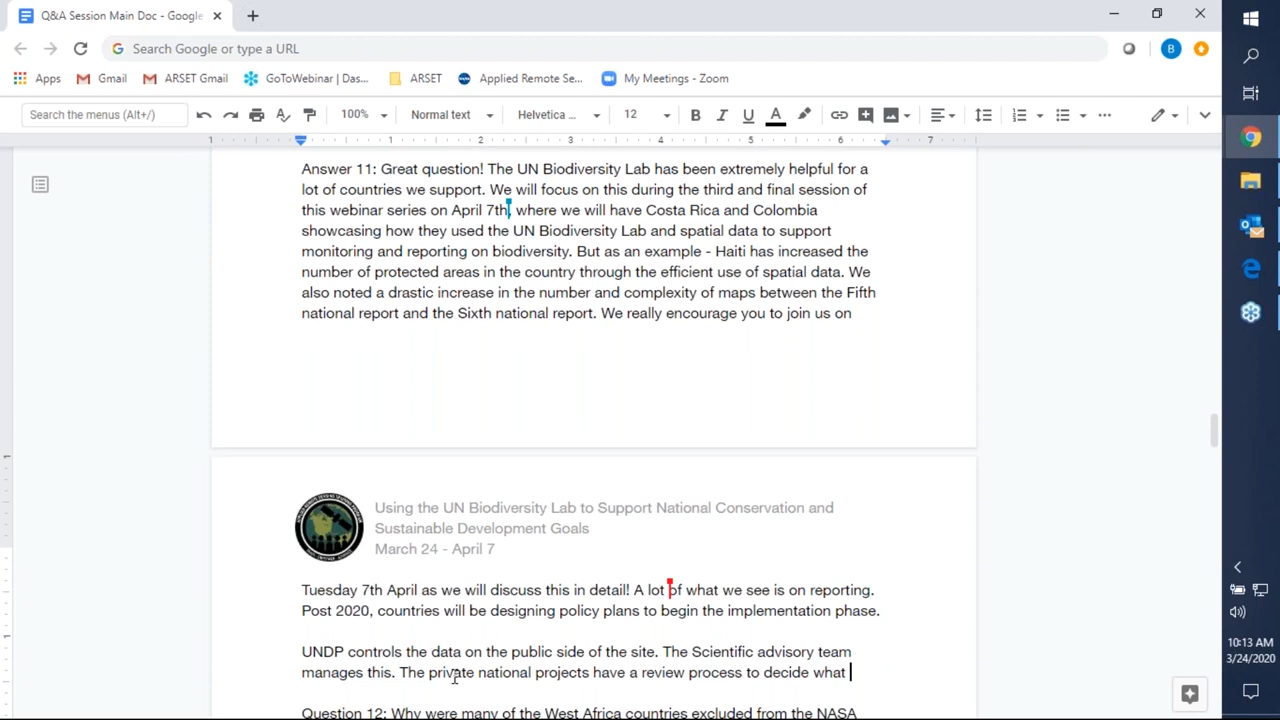 Q&A Session Main Doc - Google
Search Google or type a URL
B
Apps
Gmail
ARSET Gmail
GoToWebinar | Das...
ARSET
Applied Remote Se...
My Meetings - Zoom
Search the menus (Alt+/)
100%
Normal text
Helvetica ...
12
B
I
U
A
1 1 2 3 4 5 6 7
Answer 11: Great question! The UN Biodiversity Lab has been extremely helpful for a
lot of countries we support. We will focus on this during the third and final session of
this webinar series on April 7th, where we will have Costa Rica and Colombia
showcasing how they used the UN Biodiversity Lab and spatial data to support
monitoring and reporting on biodiversity. But as an example - Haiti has increased the
number of protected areas in the country through the efficient use of spatial data. We
also noted a drastic increase in the number and complexity of maps between the Fifth
national report and the Sixth national report. We really encourage you to join us on
Using the UN Biodiversity Lab to Support National Conservation and
Sustainable Development Goals
March 24 - April 7
Tuesday 7th April as we will discuss this in detail! A lot of what we see is on reporting.
Post 2020, countries will be designing policy plans to begin the implementation phase.
UNDP controls the data on the public side of the site. The Scientific advisory team
manages this. The private national projects have a review process to decide what
Question 12: Why were many of the West Africa countries excluded from the NASA
10:13 AM
3/24/2020